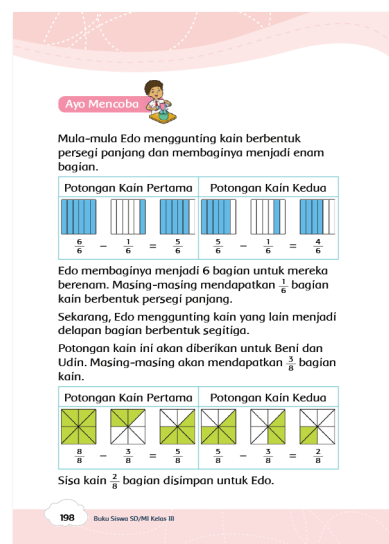 Ayo Mencoba
Mula-mula Edo menggunting kain berbentuk
persegi panjang dan membaginya menjadi enam
bagian.
Potongan Kain Pertama Potongan Kain Kedua
6/6 − 1/6 = 5/6 5/6 − 1/6 = 4/6
Edo membaginya menjadi 6 bagian untuk mereka
berenam. Masing-masing mendapatkan 1/6 bagian
kain berbentuk persegi panjang.
Sekarang, Edo menggunting kain yang lain menjadi
delapan bagian berbentuk segitiga.
Potongan kain ini akan diberikan untuk Beni dan
Udin. Masing-masing akan mendapatkan 3/8 bagian
kain.
Potongan Kain Pertama Potongan Kain Kedua
8/8 − 3/8 = 5/8 5/8 − 3/8 = 2/8
Sisa kain 2/8 bagian disimpan untuk Edo.
198 Buku Siswa SD/MI Kelas III